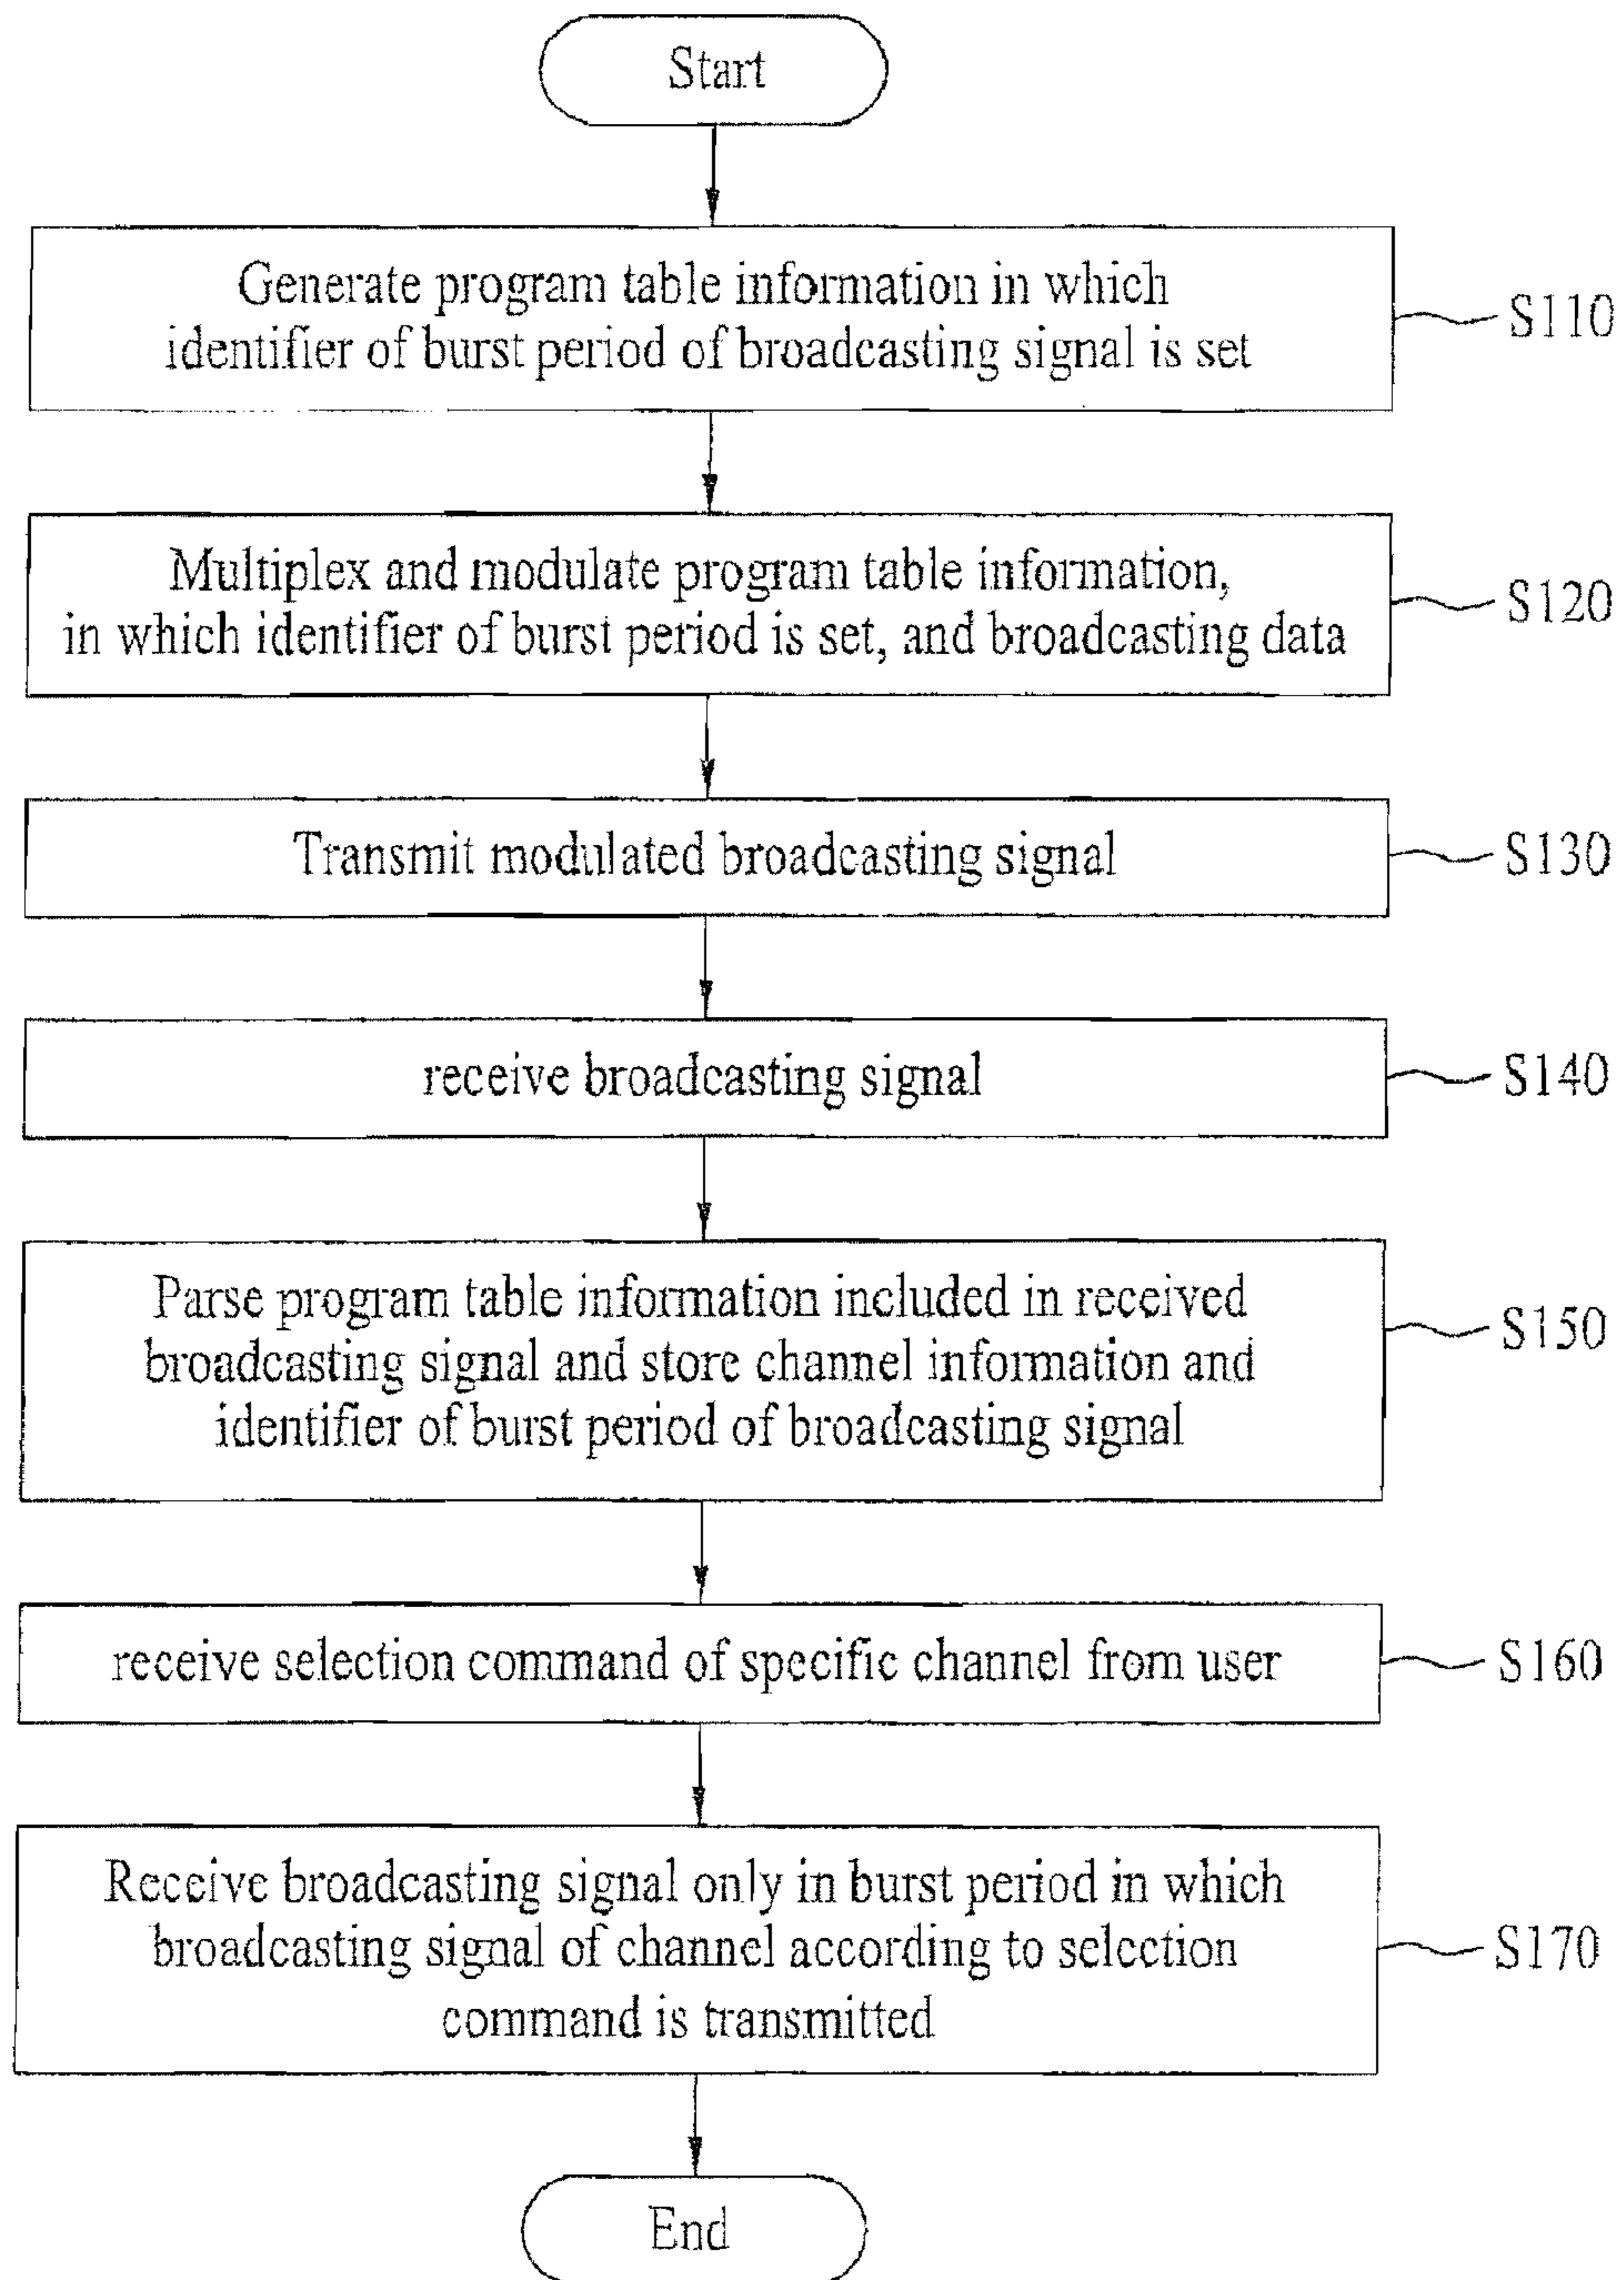 Start
Generate program table information in which
identifier of burst period of broadcasting signal is set
S110
Multiplex and modulate program table information,
in which identifier of burst period is set, and broadcasting data
S120
Transmit modulated broadcasting signal
S130
receive broadcasting signal
S140
Parse program table information included in received
broadcasting signal and store channel information and
identifier of burst period of broadcasting signal
S150
receive selection command of specific channel from user
S160
Receive broadcasting signal only in burst period in which
broadcasting signal of channel according to selection
command is transmitted
S170
End